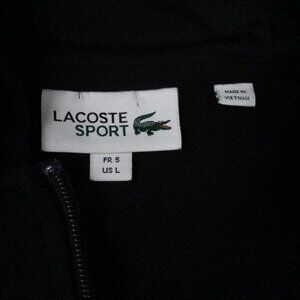 LACOSTE
SPORT
MADE IN
VIETNAM
FR 5
US L